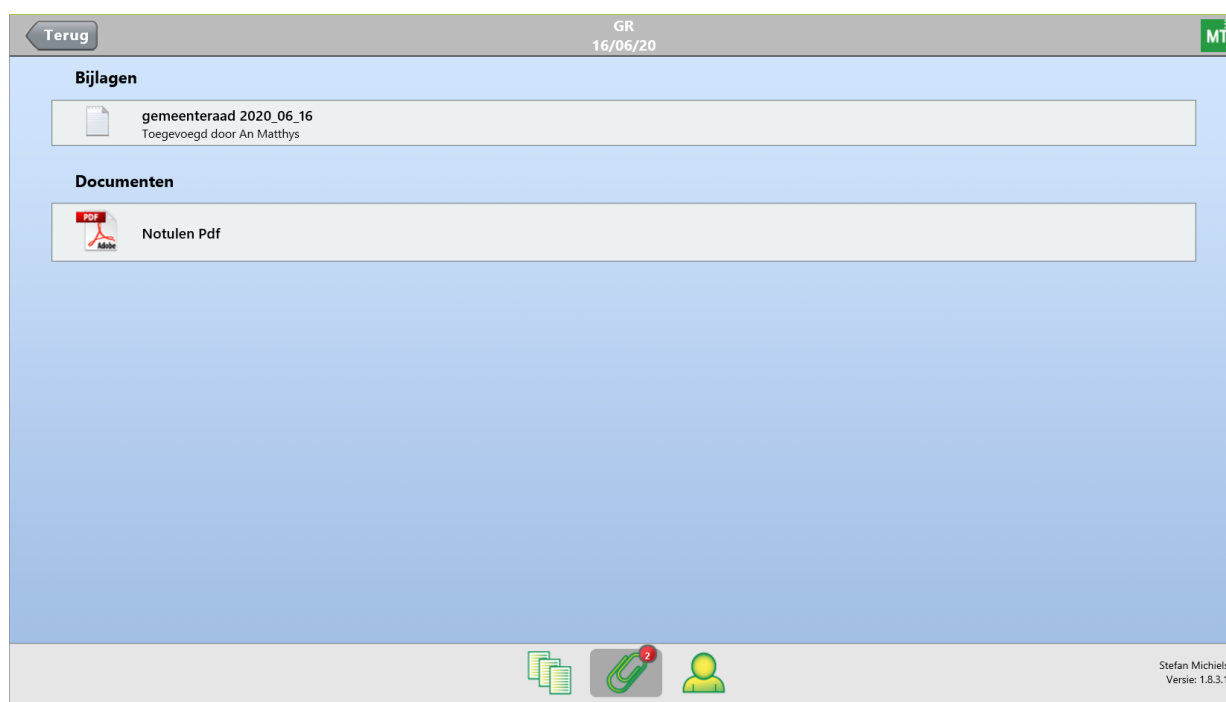 Terug
GR
16/06/20
MT
Bijlagen
gemeenteraad 2020_06_16
Toegevoegd door An Matthys
Documenten
PDF
Adobe
Notulen Pdf
2
Stefan Michiels
Versie: 1.8.3.1